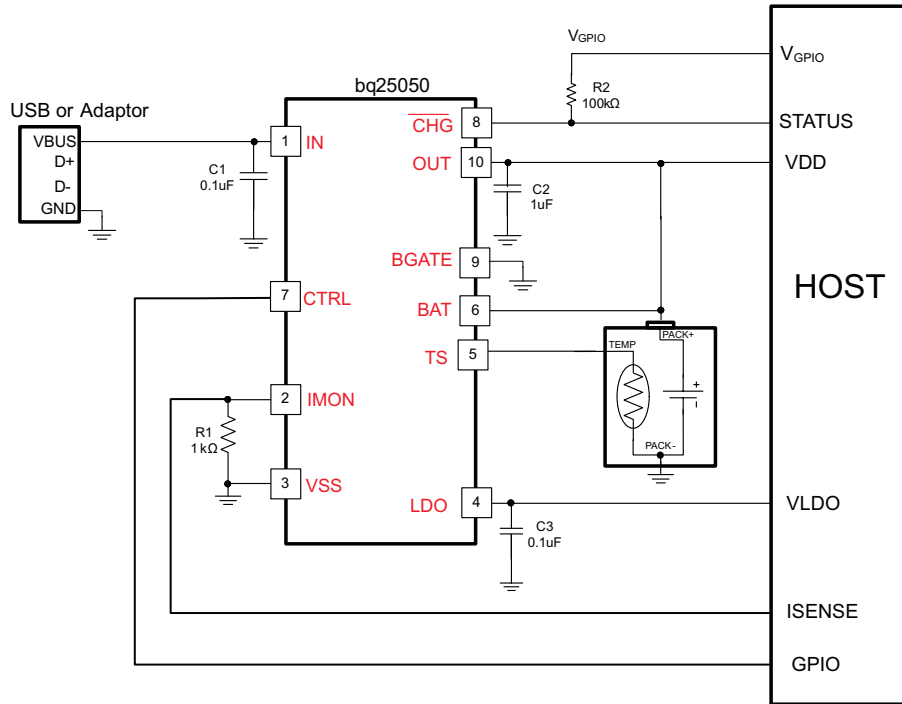 bq25050
USB or Adaptor
VBUS
D+
D-
GND
C1
0.1uF
1
IN
7
CTRL
2
IMON
R1
1kΩ
3
VSS
CHG
8
OUT
10
BGATE
9
BAT
6
TS
5
LDO
4
VGPIO
R2
100kΩ
C2
1uF
TEMP
PACK+
+
-
PACK-
C3
0.1uF
VGPIO
STATUS
VDD
HOST
VLDO
ISENSE
GPIO